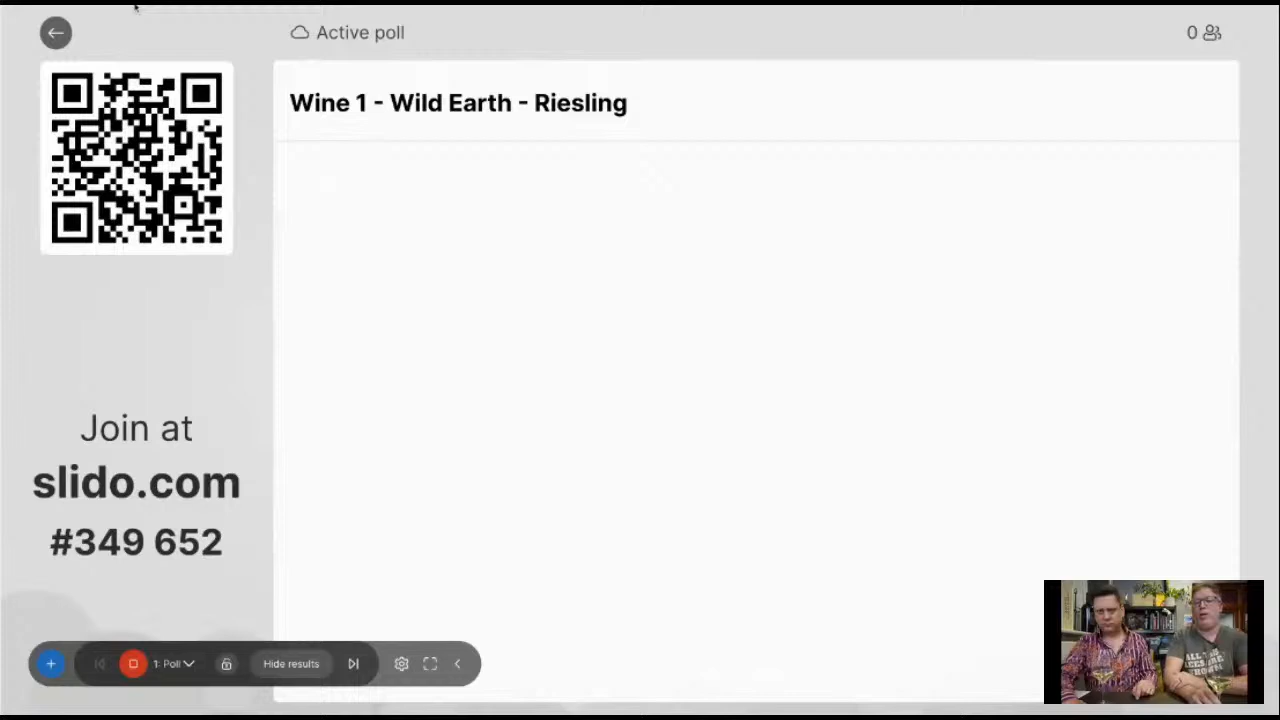 Active poll
0
Wine 1 - Wild Earth - Riesling
Join at
slido.com
#349 652
1: Poll
Hide results